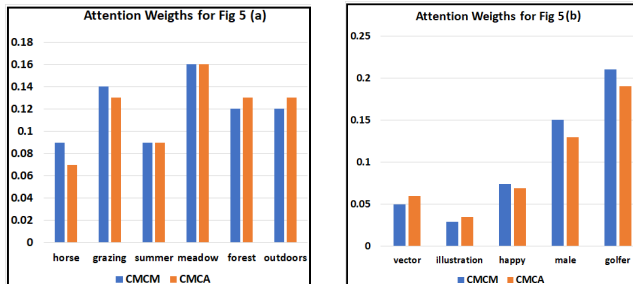 Attention Weigths for Fig 5 (a)
0.18
0.16
0.14
0.12
0.1
0.08
0.06
0.04
0.02
0
horse grazing summer meadow forest outdoors
CMCM CMCA
Attention Weigths for Fig 5(b)
0.25
0.2
0.15
0.1
0.05
0
vector illustration happy male golfer
CMCM CMCA